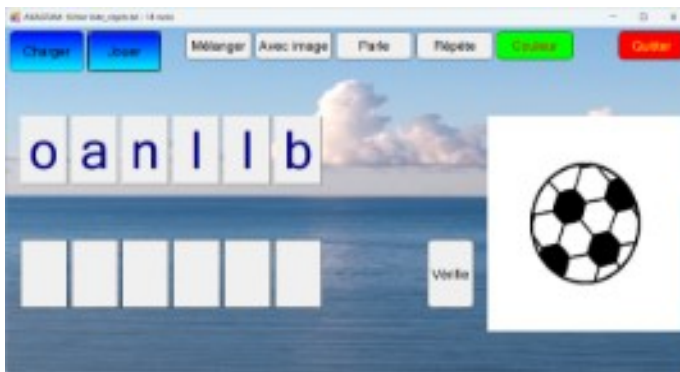 Charger Jouer Mélanger Avec image Parle Répète Couleur Quitter
o a n l l b
Vérifie